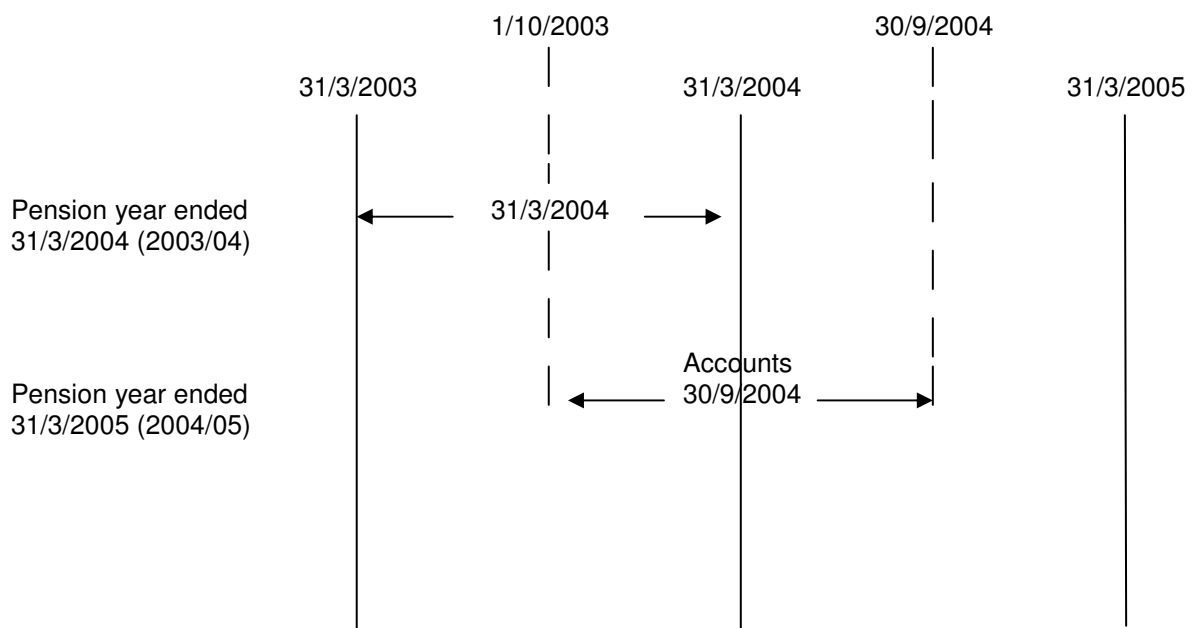 1/10/2003 30/9/2004
31/3/2003 31/3/2004 31/3/2005
Pension year ended
31/3/2004 (2003/04)
31/3/2004
Accounts
30/9/2004
Pension year ended
31/3/2005 (2004/05)